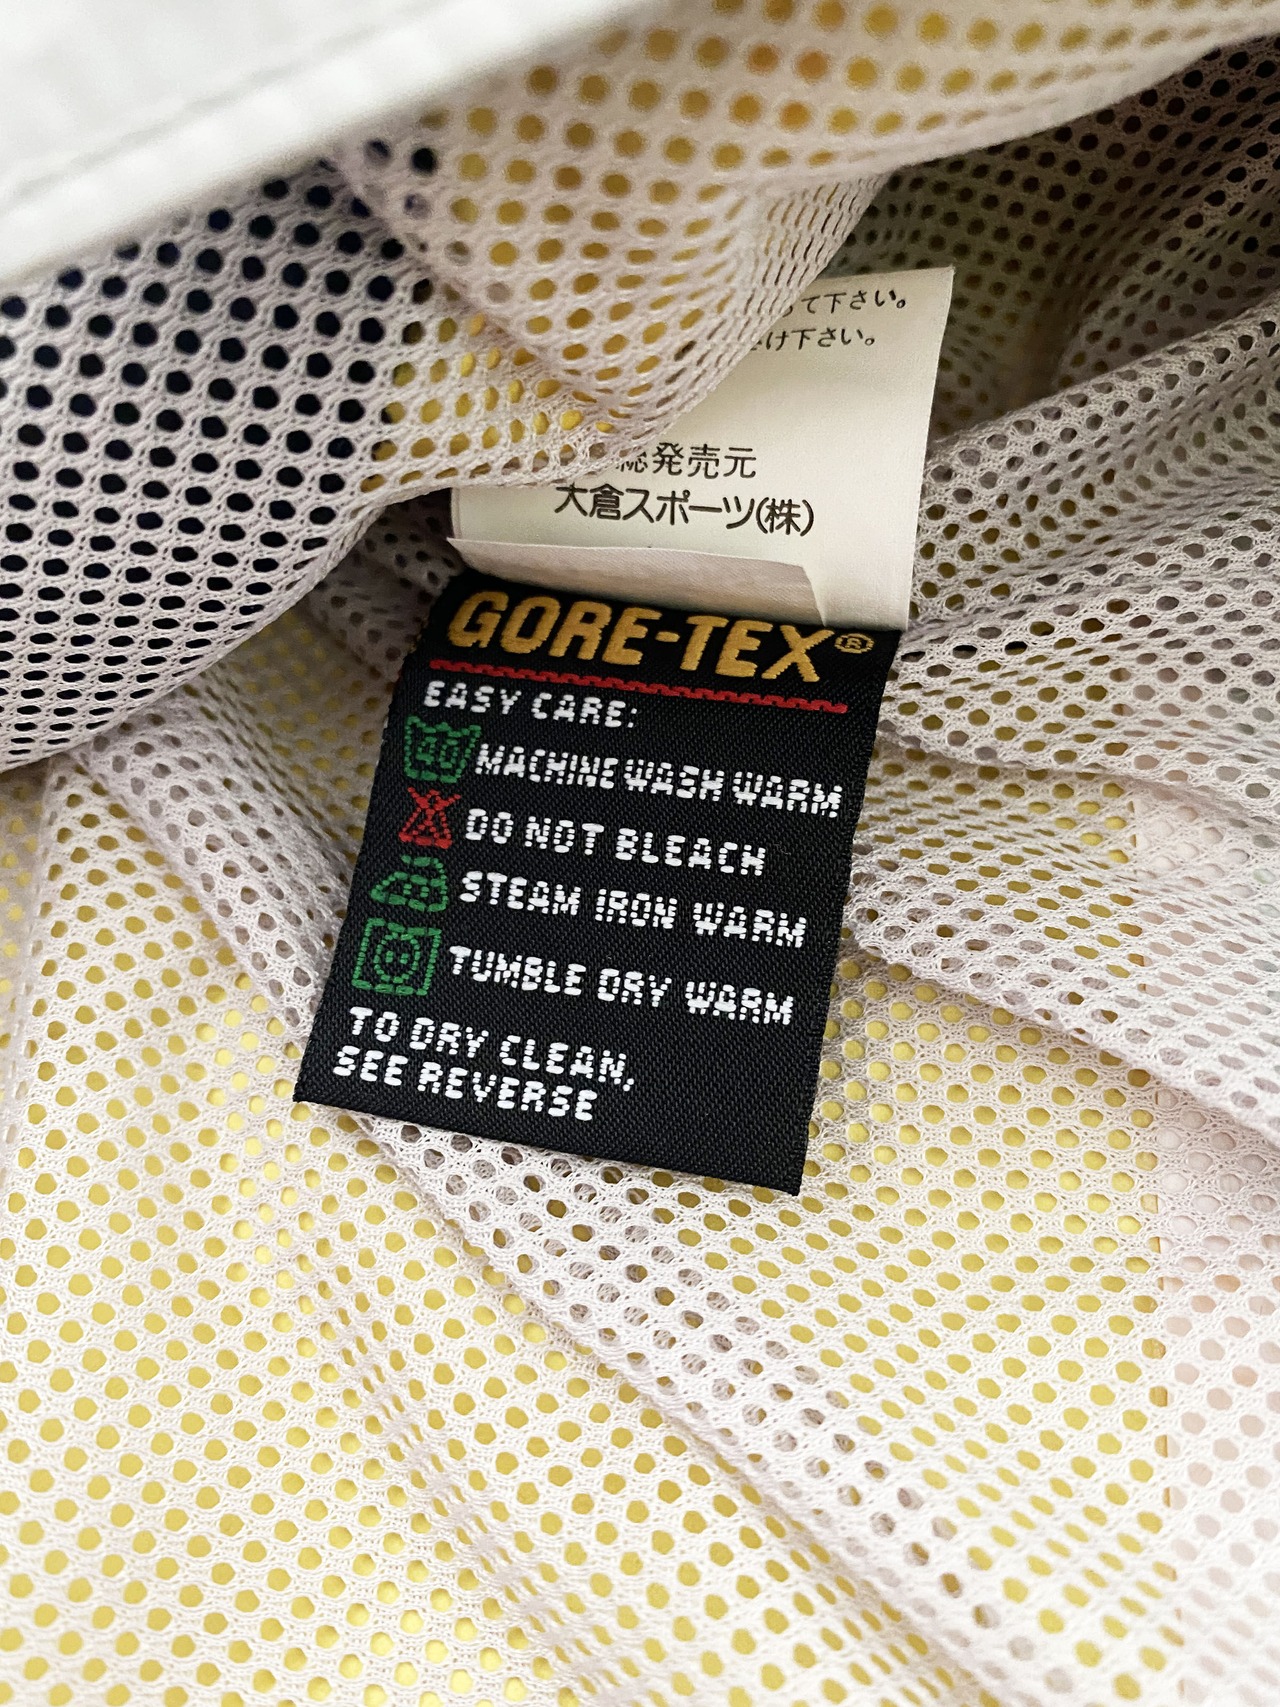 て下さい。
け下さい。
総発売元
大倉スポーツ(株)
GORE-TEX®
EASY CARE:
40 MACHINE WASH WARM
DO NOT BLEACH
STEAM IRON WARM
TUMBLE DRY WARM
TO DRY CLEAN,
SEE REVERSE